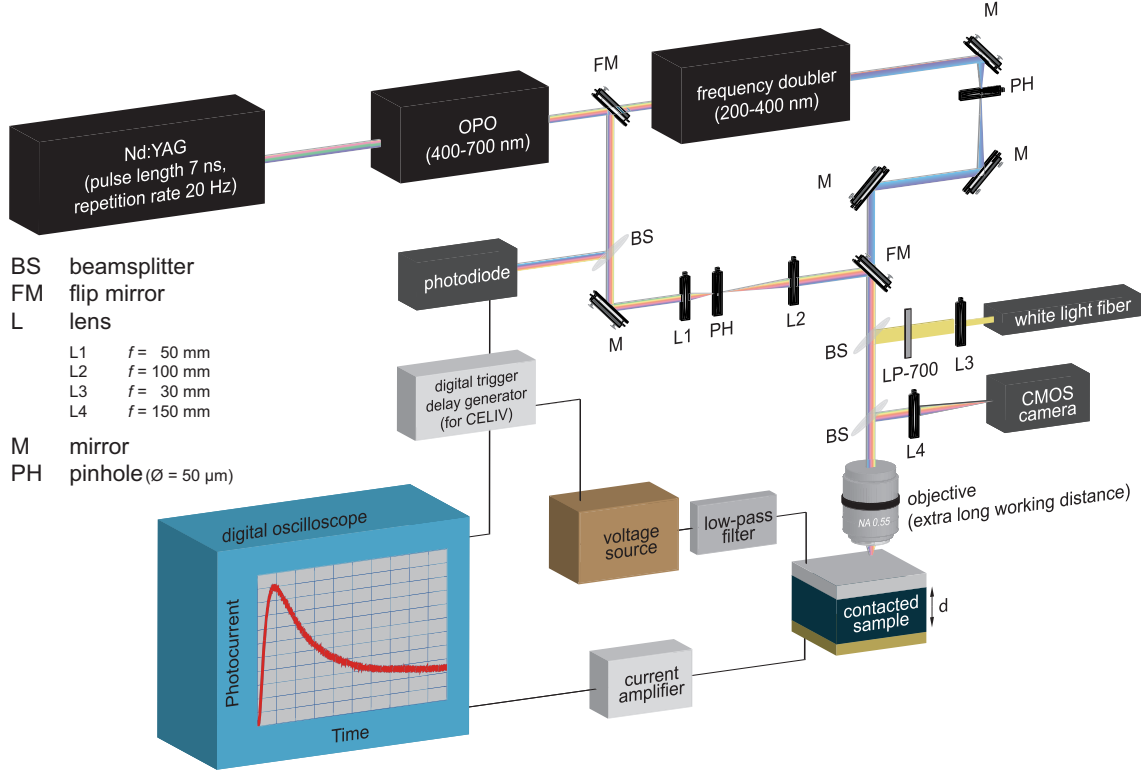 M
FM
frequency doubler
(200-400 nm)
PH
OPO
(400-700 nm)
Nd:YAG
(pulse length 7 ns,
repetition rate 20 Hz)
M
M
BS
FM
photodiode
BS beamsplitter
FM flip mirror
L lens
L1 f = 50 mm
L2 f = 100 mm
L3 f = 30 mm
L4 f = 150 mm
M mirror
PH pinhole (Ø = 50 µm)
M
L1
PH
L2
BS
LP-700
L3
white light fiber
digital trigger
delay generator
(for CELIV)
BS
L4
CMOS
camera
objective
(extra long working distance)
NA 0.55
digital oscilloscope
Photocurrent
Time
voltage
source
low-pass
filter
contacted
sample
d
current
amplifier